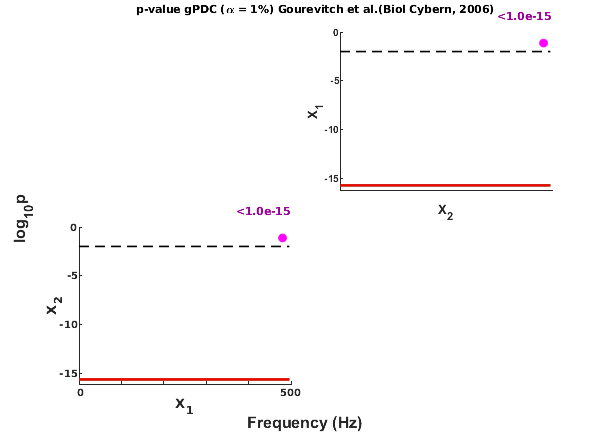 p-value gPDC (α = 1%) Gourevitch et al.(Biol Cybern, 2006)
<1.0e-15
0
-5
-10
-15
X1
X2
log10p
<1.0e-15
0
-5
-10
-15
X2
0
500
X1
Frequency (Hz)